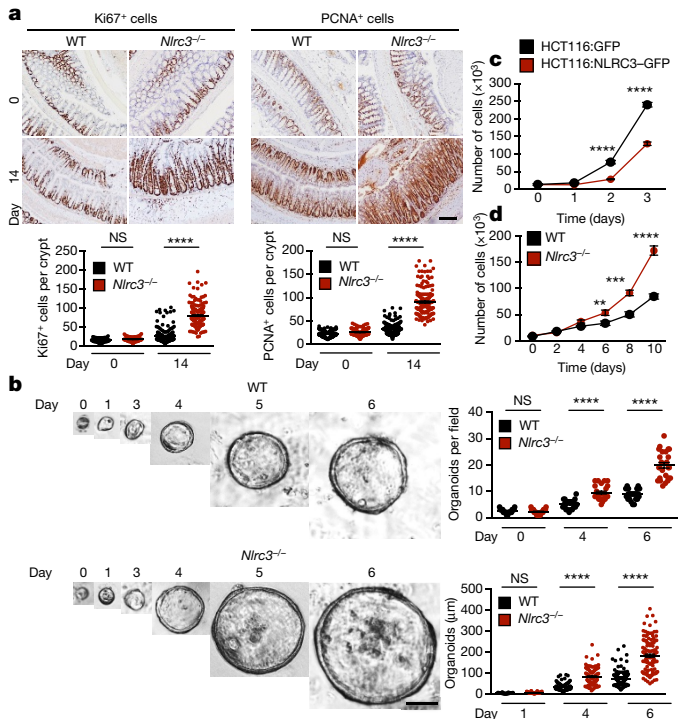 a
Ki67⁺ cells
PCNA⁺ cells
WT
Nlrc3⁻/⁻
WT
Nlrc3⁻/⁻
0
14
Day
Ki67⁺ cells per crypt
250
200
150
100
50
0
NS
****
WT
Nlrc3⁻/⁻
Day
0
14
PCNA⁺ cells per crypt
200
150
100
50
0
NS
****
WT
Nlrc3⁻/⁻
Day
0
14
c
HCT116:GFP
HCT116:NLRC3–GFP
Number of cells (×10³)
300
250
200
150
100
50
0
****
****
0 1 2 3
Time (days)
d
WT
Nlrc3⁻/⁻
Number of cells (×10³)
200
150
100
50
0
**
***
****
0 2 4 6 8 10
Time (days)
b
WT
Day 0 1 3 4 5 6
Nlrc3⁻/⁻
Day 0 1 3 4 5 6
Organoids per field
40
30
20
10
0
NS
****
****
WT
Nlrc3⁻/⁻
Day
0
4
6
Organoids (μm)
500
400
300
200
100
0
NS
****
****
WT
Nlrc3⁻/⁻
Day
1
4
6